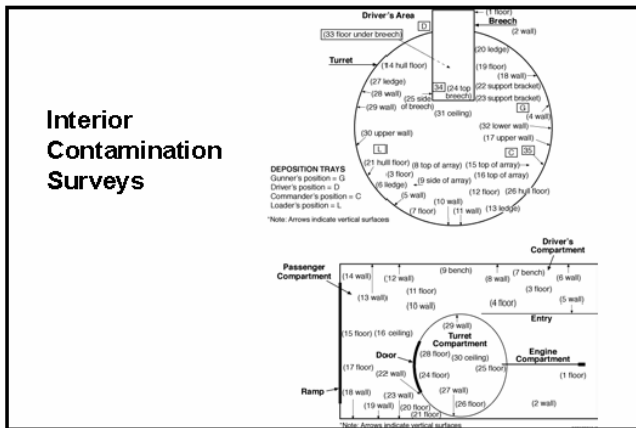 Interior
Contamination
Surveys
Driver's Area
D
(1 floor)
Breech
(2 wall)
(33 floor under breech)
(20 ledge)
Turret
(14 hull floor)
(19 floor)
(27 ledge)
(18 wall)
(28 wall)
34
(24 top
breech)
(22 support bracket)
(25 side
of breech)
(23 support bracket)
(29 wall)
G
(31 ceiling)
(4 wall)
(30 upper wall)
(32 lower wall)
(17 upper wall)
L
C
35
(21 hull floor)
(8 top of array)
(15 top of array)
DEPOSITION TRAYS
Gunner's position = G
Driver's position = D
Commander's position = C
Loader's position = L
(3 floor)
(16 top of array)
(6 ledge)
(9 side of array)
(5 wall)
(12 floor)
(26 hull floor)
(10 wall)
(13 ledge)
(7 floor)
(11 wall)
*Note: Arrows indicate vertical surfaces
Driver's
Compartment
Passenger
Compartment
(14 wall)
(12 wall)
(9 bench)
(8 wall)
(7 bench)
(6 wall)
(11 floor)
(3 floor)
(13 wall)
(10 wall)
(4 floor)
(5 wall)
Entry
(29 wall)
(15 floor)
(16 ceiling)
Turret
Compartment
Door
(28 floor)
(30 ceiling)
Engine
Compartment
(17 floor)
(22 wall)
(24 floor)
(25 floor)
(1 floor)
Ramp
(18 wall)
(23 wall)
(27 wall)
(19 wall)
(20 floor)
(26 floor)
(2 wall)
(21 floor)
*Note: Arrows indicate vertical surfaces